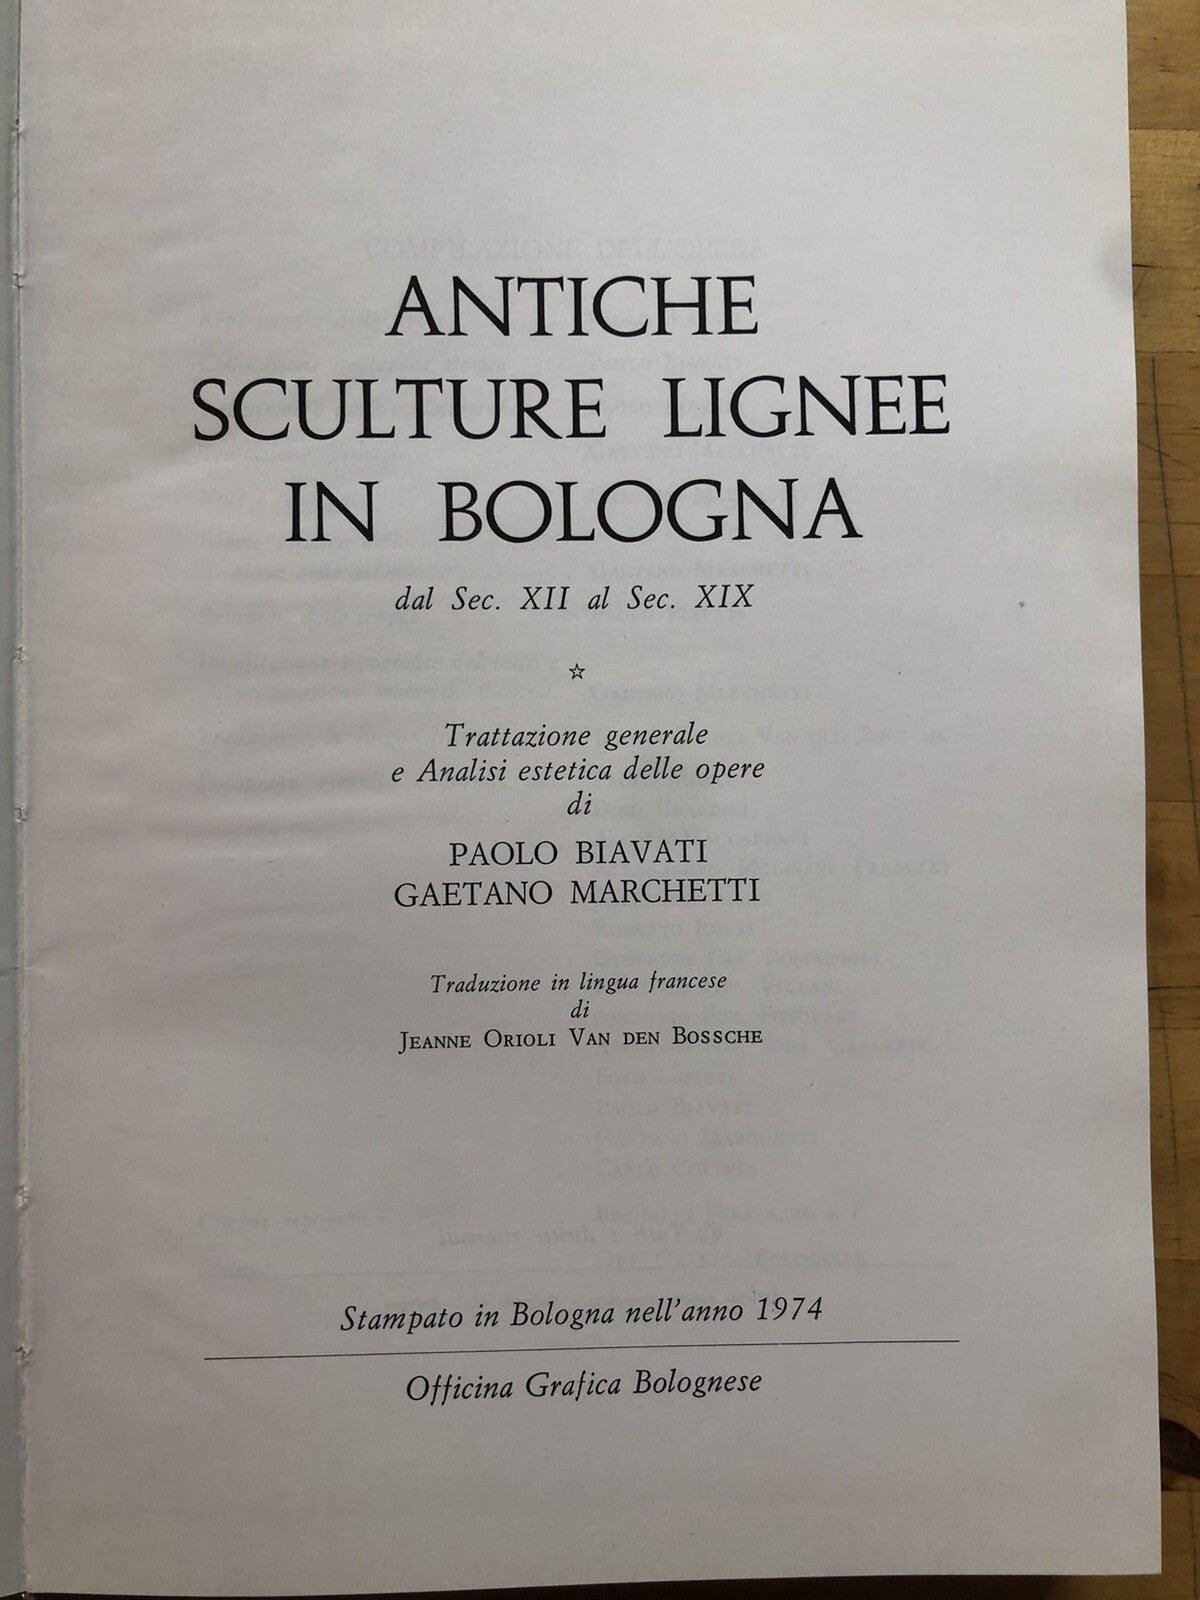 ANTICHE
SCULTURE LIGNEE
IN BOLOGNA
dal Sec. XII al Sec. XIX
☆
Trattazione generale
e Analisi estetica delle opere
di
PAOLO BIAVATI
GAETANO MARCHETTI
Traduzione in lingua francese
di
JEANNE ORIOLI VAN DEN BOSSCHE
Stampato in Bologna nell'anno 1974
Officina Grafica Bolognese